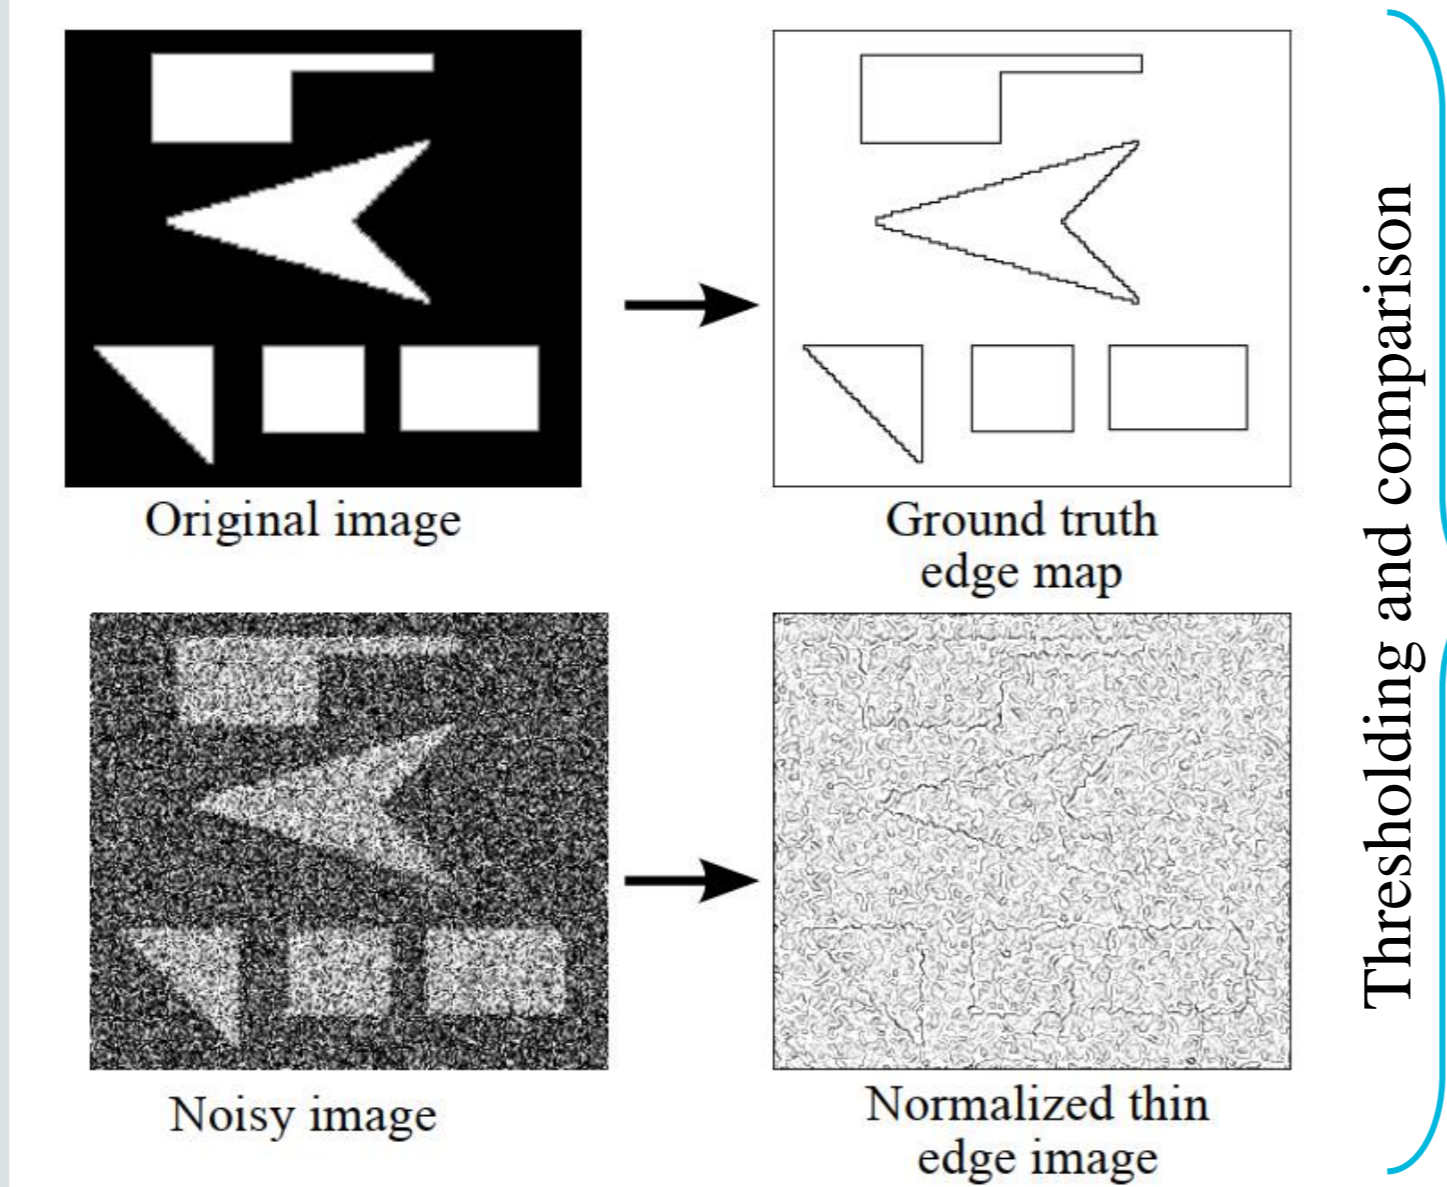 Original image
Ground truth
edge map
Noisy image
Normalized thin
edge image
Thresholding and comparison